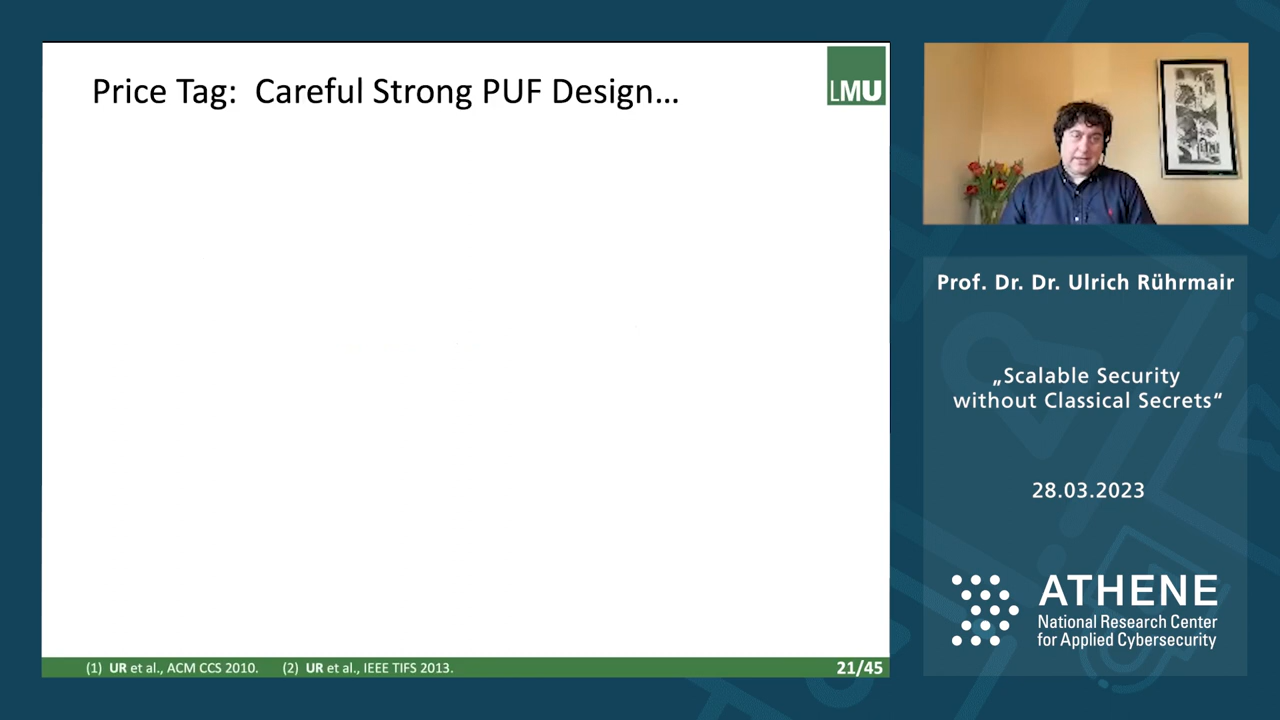 Price Tag:  Careful Strong PUF Design…
LMU
(1) UR et al., ACM CCS 2010.    (2) UR et al., IEEE TIFS 2013.
21/45
Prof. Dr. Dr. Ulrich Rührmair
„Scalable Security
without Classical Secrets“
28.03.2023
ATHENE
National Research Center
for Applied Cybersecurity